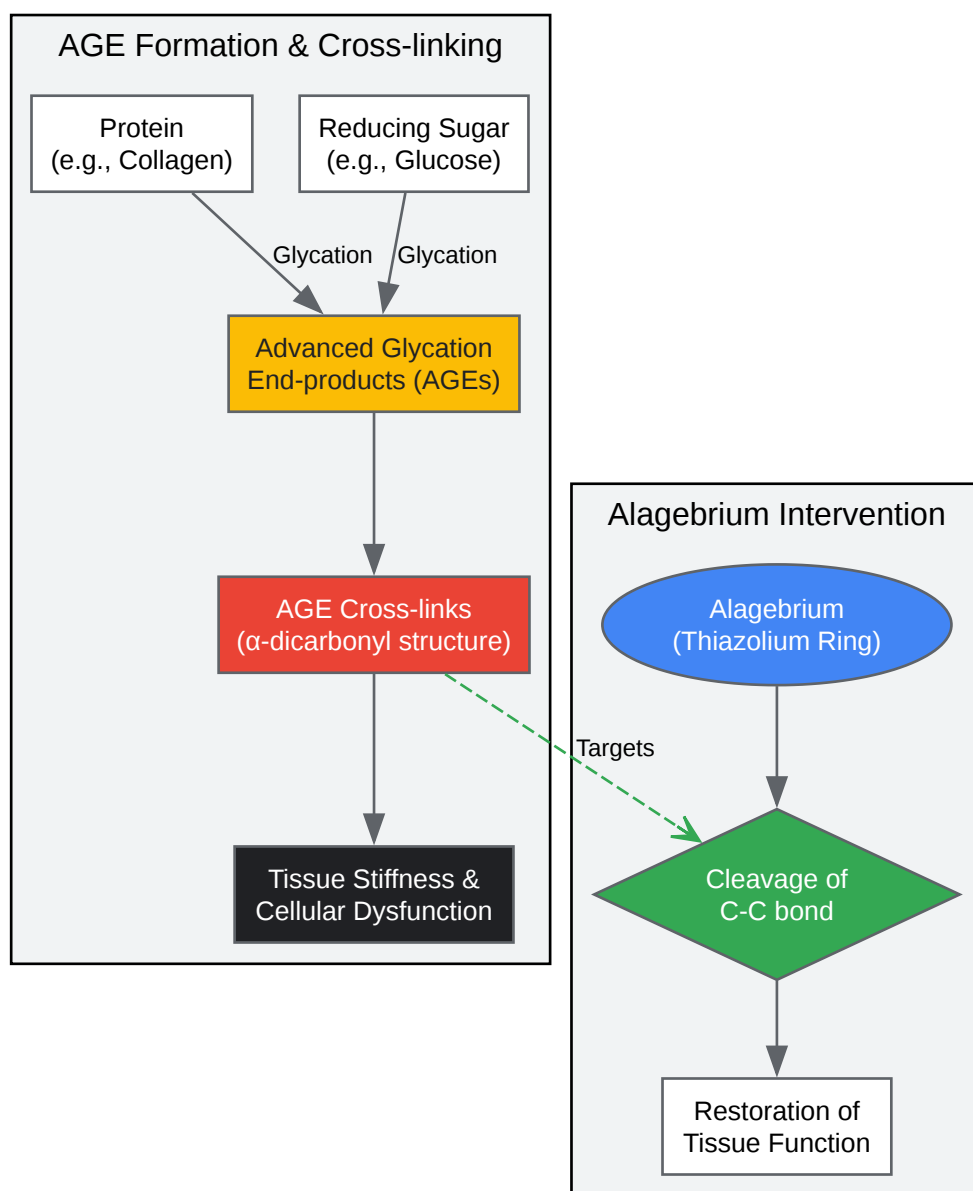 AGE Formation & Cross-linking
Protein
(e.g., Collagen)
Reducing Sugar
(e.g., Glucose)
Glycation
Glycation
Advanced Glycation
End-products (AGEs)
AGE Cross-links
(α-dicarbonyl structure)
Tissue Stiffness &
Cellular Dysfunction
Targets
Alagebrium Intervention
Alagebrium
(Thiazolium Ring)
Cleavage of
C-C bond
Restoration of
Tissue Function